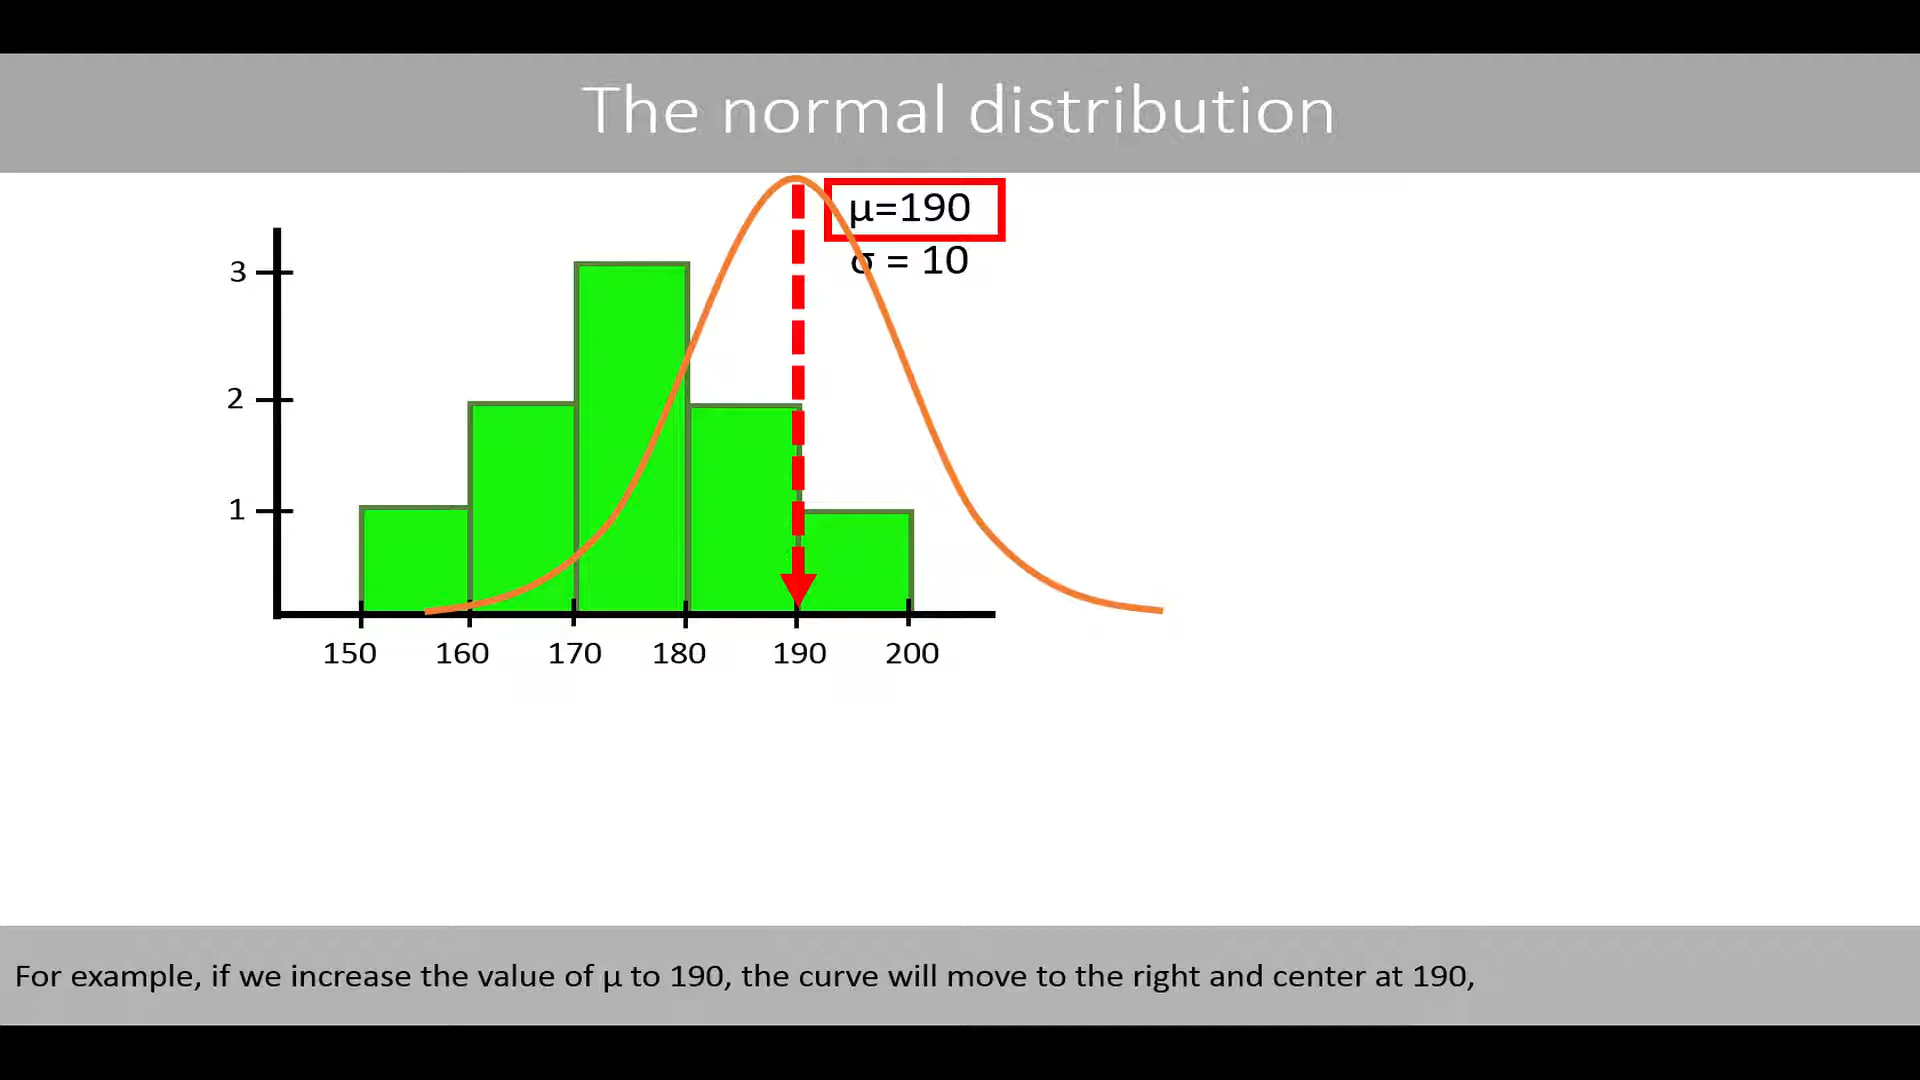 The normal distribution
μ=190
σ = 10
3
2
1
150 160 170 180 190 200
For example, if we increase the value of μ to 190, the curve will move to the right and center at 190,